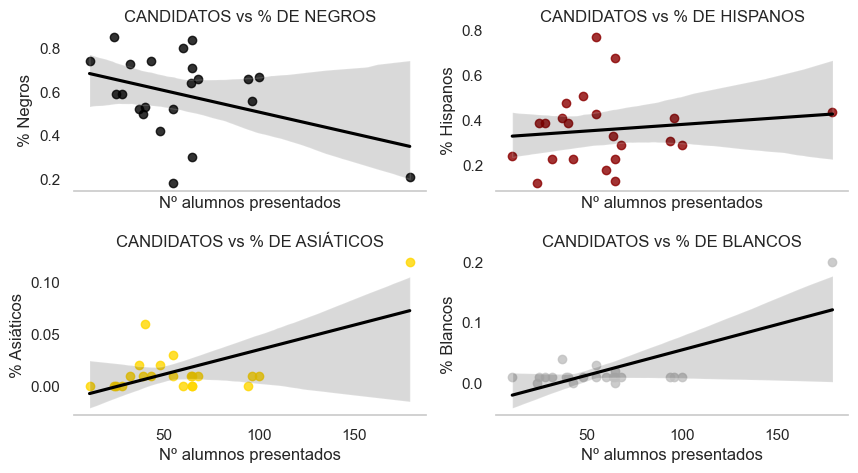 CANDIDATOS vs % DE NEGROS
% Negros
0.8
0.6
0.4
0.2
Nº alumnos presentados
CANDIDATOS vs % DE HISPANOS
% Hispanos
0.8
0.6
0.4
0.2
Nº alumnos presentados
CANDIDATOS vs % DE ASIÁTICOS
% Asiáticos
0.10
0.05
0.00
50 100 150
Nº alumnos presentados
CANDIDATOS vs % DE BLANCOS
% Blancos
0.2
0.1
0.0
50 100 150
Nº alumnos presentados